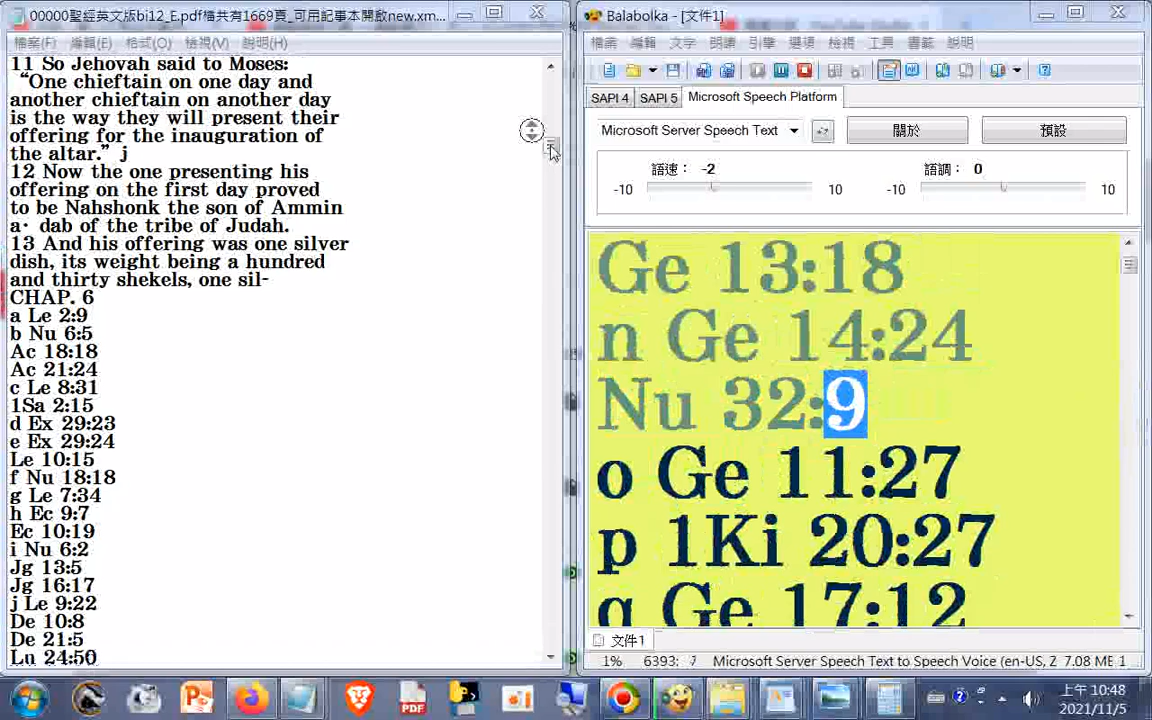 00000聖經英文版bi12_E.pdf檔共有1669頁_可用記事本開啟new.xm...
檔案(F) 編輯(E) 格式(O) 檢視(V) 說明(H)
11 So Jehovah said to Moses:
“One chieftain on one day and
another chieftain on another day
is the way they will present their
offering for the inauguration of
the altar.” j
12 Now the one presenting his
offering on the first day proved
to be Nahshonk the son of Ammin
a· dab of the tribe of Judah.
13 And his offering was one silver
dish, its weight being a hundred
and thirty shekels, one sil-
CHAP. 6
a Le 2:9
b Nu 6:5
Ac 18:18
Ac 21:24
c Le 8:31
1Sa 2:15
d Ex 29:23
e Ex 29:24
Le 10:15
f Nu 18:18
g Le 7:34
h Ec 9:7
Ec 10:19
i Nu 6:2
Jg 13:5
Jg 16:17
j Le 9:22
De 10:8
De 21:5
Lu 24:50
Balabolka - [文件1]
檔案 編輯 文字 朗讀 引擎 選項 檢視 工具 書籤 說明
SAPI 4 SAPI 5 Microsoft Speech Platform
Microsoft Server Speech Text 關於 預設
語速： -2 語調： 0
-10 10 -10 10
Ge 13:18
n Ge 14:24
Nu 32:9
o Ge 11:27
p 1Ki 20:27
q Ge 17:12
文件1
1% 6393: 7 Microsoft Server Speech Text to Speech Voice (en-US, 2 7.08 ME 1
上午 10:48
2021/11/5